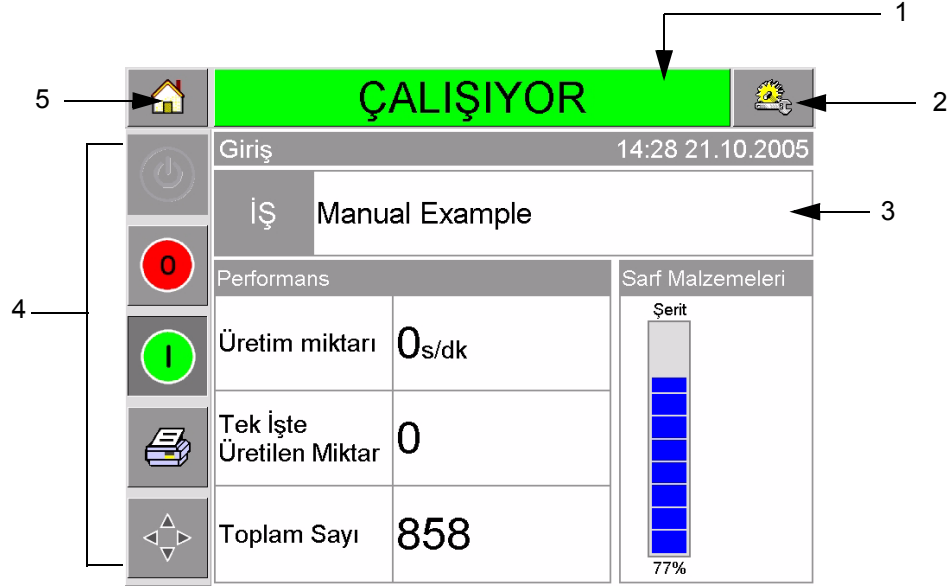 1
5
ÇALIŞIYOR
2
Giriş 14:28 21.10.2005
İŞ Manual Example
3
0
Performans
Sarf Malzemeleri
4
Şerit
Üretim miktarı 0s/dk
I
Tek İşte
Üretilen Miktar 0
Toplam Sayı 858
77%